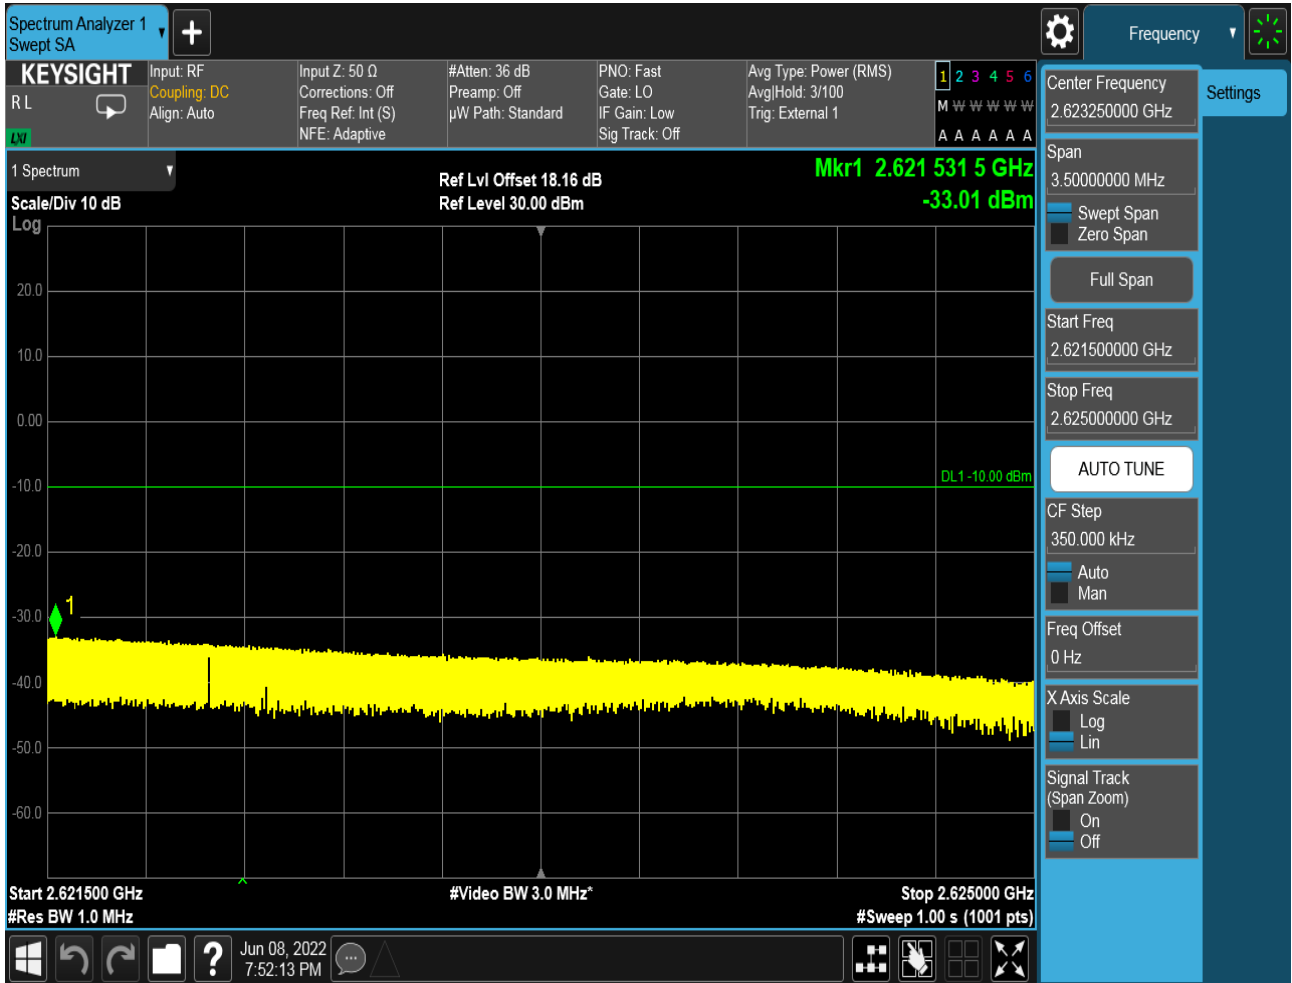 Spectrum Analyzer 1
Swept SA
Frequency
KEYSIGHT
R L
LXI
Input: RF
Coupling: DC
Align: Auto
Input Z: 50 Ω
Corrections: Off
Freq Ref: Int (S)
NFE: Adaptive
#Atten: 36 dB
Preamp: Off
µW Path: Standard
PNO: Fast
Gate: LO
IF Gain: Low
Sig Track: Off
Avg Type: Power (RMS)
Avg|Hold: 3/100
Trig: External 1
1 2 3 4 5 6
M W W W W W
A A A A A A
1 Spectrum
Scale/Div 10 dB
Log
Ref Lvl Offset 18.16 dB
Ref Level 30.00 dBm
Mkr1 2.621 531 5 GHz
-33.01 dBm
20.0
10.0
0.00
-10.0
-20.0
-30.0
-40.0
-50.0
-60.0
DL1 -10.00 dBm
1
Start 2.621500 GHz
#Res BW 1.0 MHz
#Video BW 3.0 MHz*
Stop 2.625000 GHz
#Sweep 1.00 s (1001 pts)
Center Frequency
2.623250000 GHz
Span
3.50000000 MHz
Swept Span
Zero Span
Full Span
Start Freq
2.621500000 GHz
Stop Freq
2.625000000 GHz
AUTO TUNE
CF Step
350.000 kHz
Auto
Man
Freq Offset
0 Hz
X Axis Scale
Log
Lin
Signal Track
(Span Zoom)
On
Off
Settings
?
Jun 08, 2022
7:52:13 PM